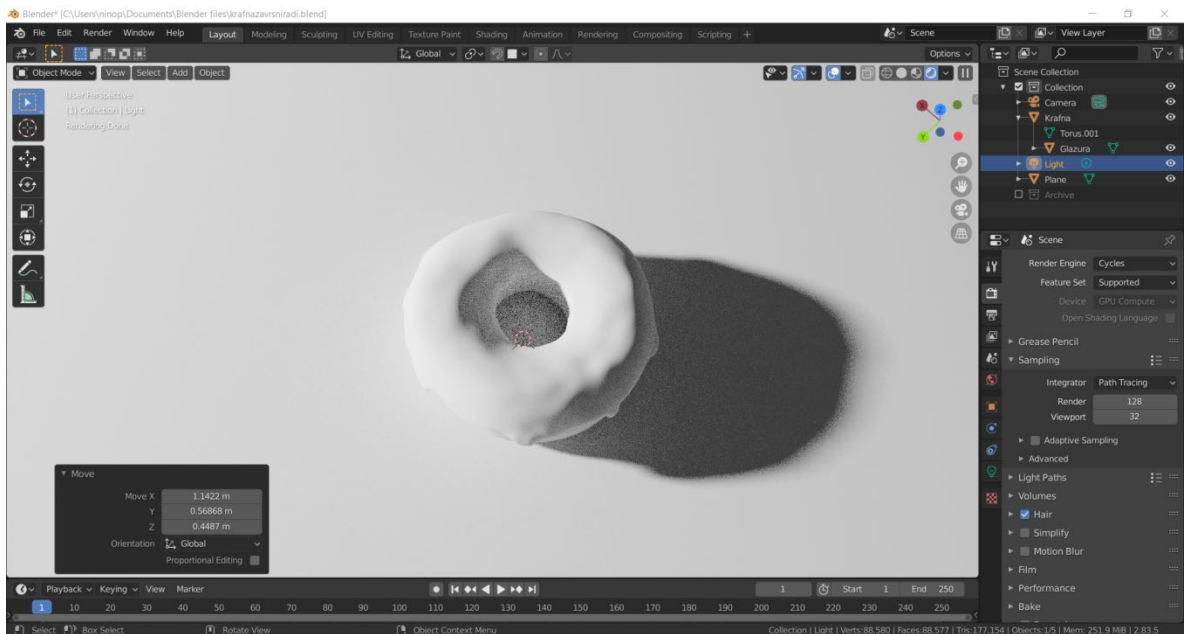 Blender* [C:\Users\ninop\Documents\Blender files\krafnazavrsniradi.blend]
File Edit Render Window Help Layout Modeling Sculpting UV Editing Texture Paint Shading Animation Rendering Compositing Scripting + Scene View Layer
Global Options
Object Mode View Select Add Object
User Perspective
(1) Collection | Light
Rendering Done
X
Z
Y
Scene Collection
Collection
Camera
Krafna
Torus.001
Glazura
Light
Plane
Archive
Scene
Render Engine Cycles
Feature Set Supported
Device GPU Compute
Open Shading Language
Grease Pencil
Sampling
Integrator Path Tracing
Render 128
Viewport 32
Adaptive Sampling
Advanced
Light Paths
Volumes
Hair
Simplify
Motion Blur
Film
Performance
Bake
Move
Move X 1.1422 m
Y 0.56868 m
Z 0.4487 m
Orientation Global
Proportional Editing
Playback Keying View Marker 1 Start 1 End 250
1 10 20 30 40 50 60 70 80 90 100 110 120 130 140 150 160 170 180 190 200 210 220 230 240 250
Select Box Select Rotate View Object Context Menu Collection | Light | Verts:88,580 | Faces:88,577 | Tris:177,154 | Objects:1/5 | Mem: 251.9 MiB | 2.83.5